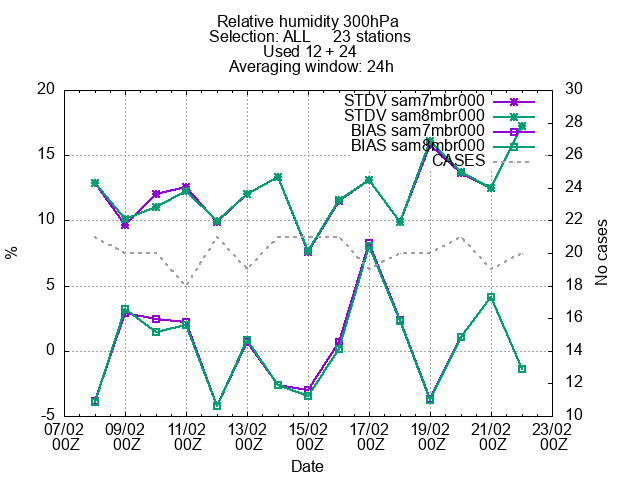 Relative humidity 300hPa
Selection: ALL 23 stations
Used 12 + 24
Averaging window: 24h
STDV sam7mbr000
STDV sam8mbr000
BIAS sam7mbr000
BIAS sam8mbr000
CASES
20
15
10
5
0
-5
%
30
28
26
24
22
20
18
16
14
12
10
No cases
07/02 09/02 11/02 13/02 15/02 17/02 19/02 21/02 23/02
00Z 00Z 00Z 00Z 00Z 00Z 00Z 00Z 00Z
Date